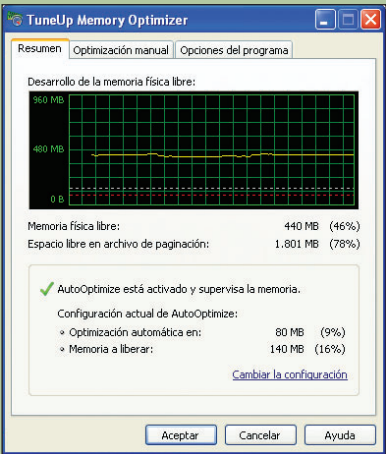 TuneUp Memory Optimizer
Resumen Optimización manual Opciones del programa
Desarrollo de la memoria física libre:
960 MB
480 MB
0 B
Memoria física libre: 440 MB (46%)
Espacio libre en archivo de paginación: 1.801 MB (78%)
AutoOptimize está activado y supervisa la memoria.
Configuración actual de AutoOptimize:
Optimización automática en: 80 MB (9%)
Memoria a liberar: 140 MB (16%)
Cambiar la configuración
Aceptar Cancelar Ayuda